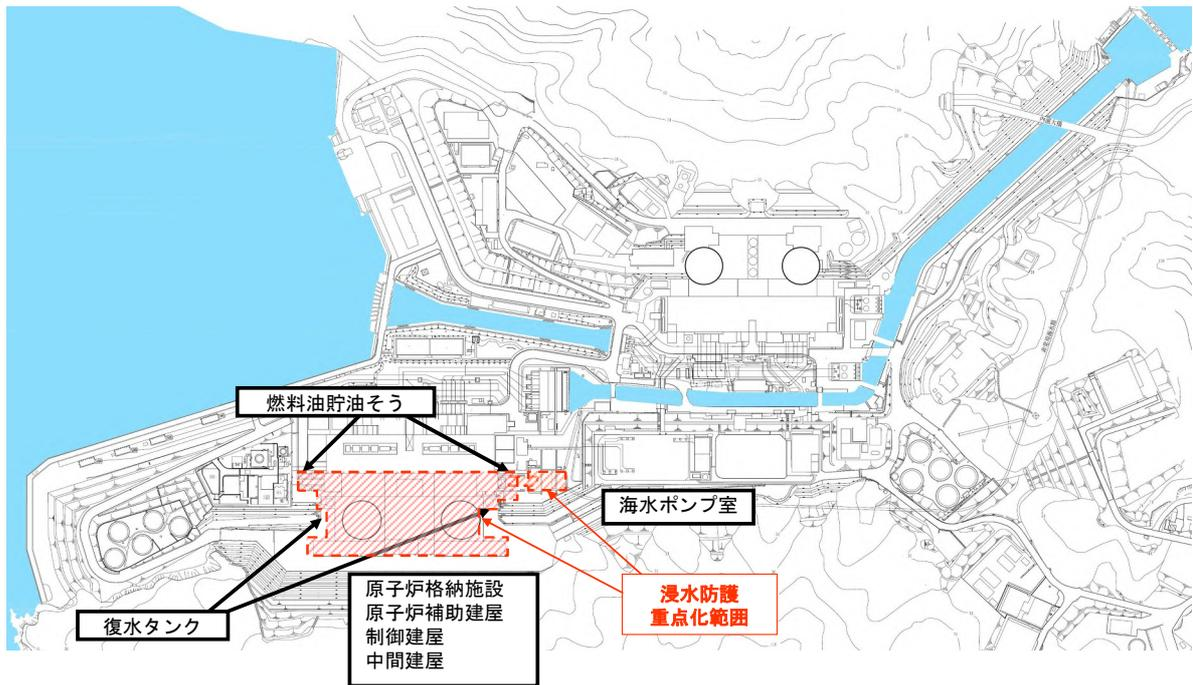 燃料油貯油そう
海水ポンプ室
復水タンク
原子炉格納施設
原子炉補助建屋
制御建屋
中間建屋
浸水防護
重点化範囲